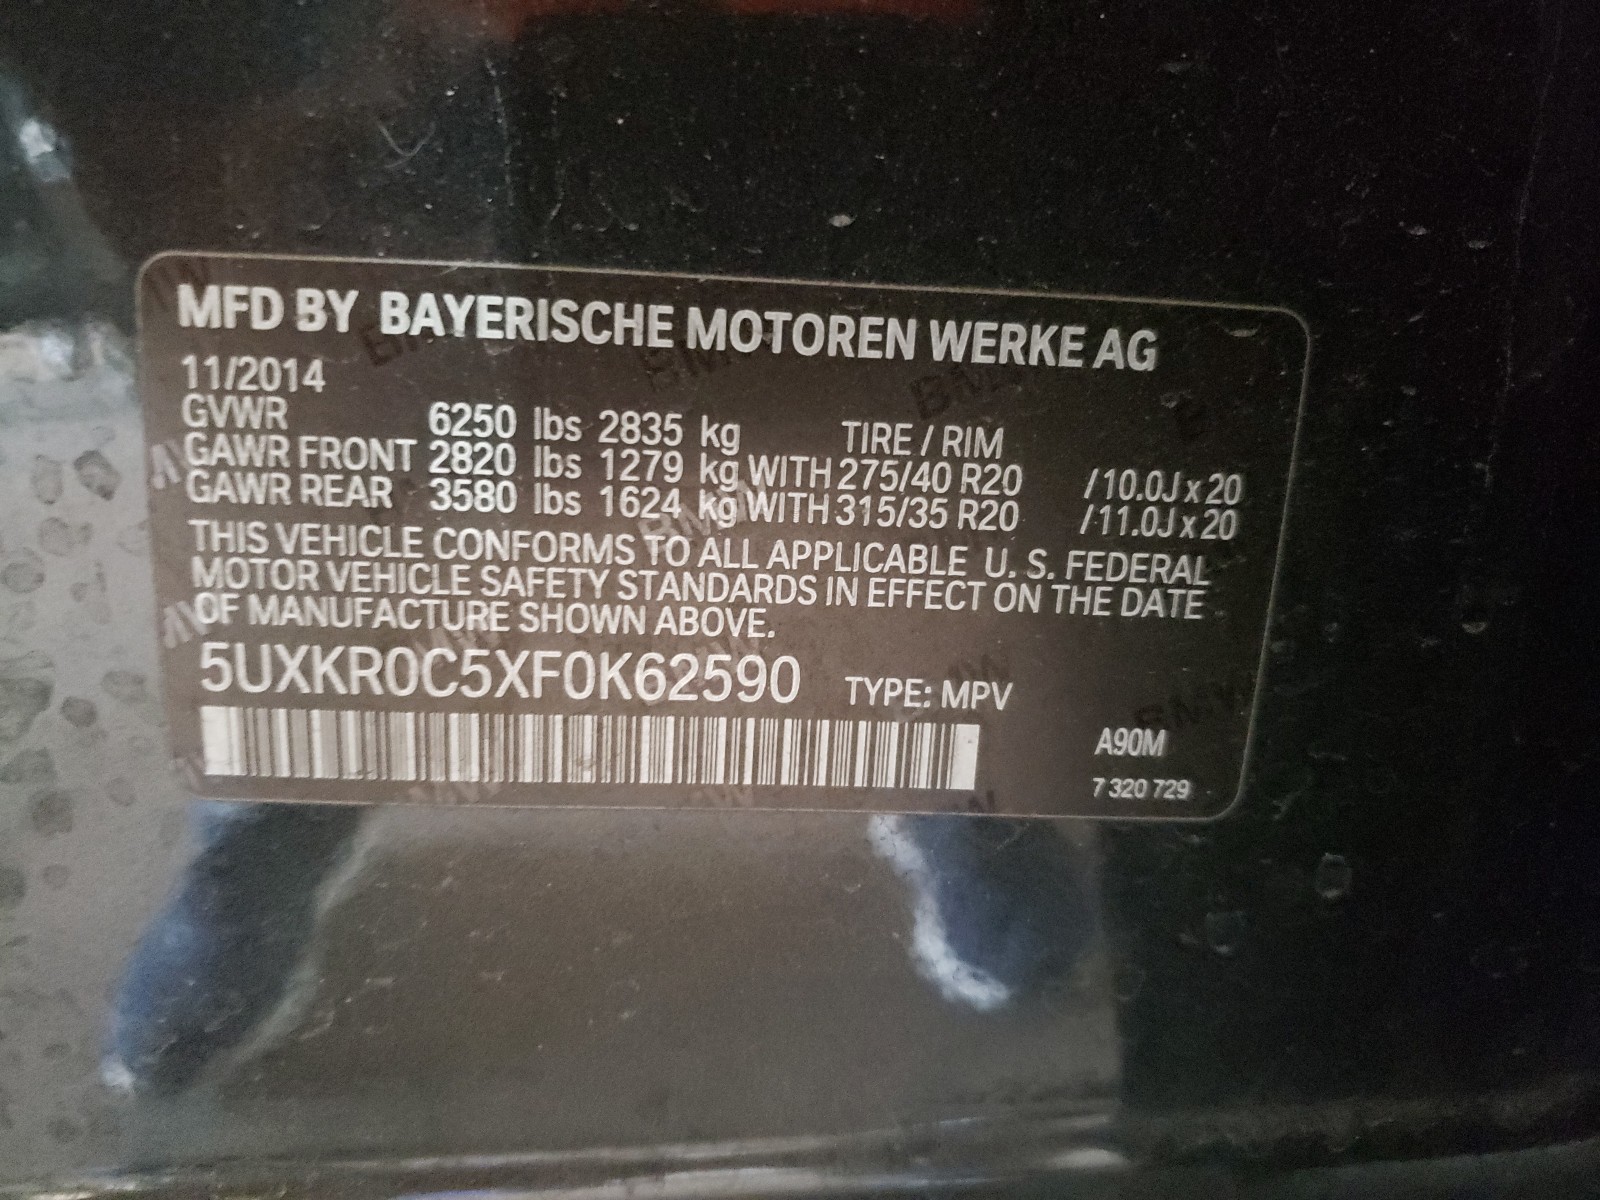 MFD BY BAYERISCHE MOTOREN WERKE AG
11/2014
GVWR 6250 lbs 2835 kg TIRE / RIM
GAWR FRONT 2820 lbs 1279 kg WITH 275/40 R20 /10.0J x 20
GAWR REAR 3580 lbs 1624 kg WITH 315/35 R20 /11.0J x 20
THIS VEHICLE CONFORMS TO ALL APPLICABLE U. S. FEDERAL
MOTOR VEHICLE SAFETY STANDARDS IN EFFECT ON THE DATE
OF MANUFACTURE SHOWN ABOVE.
5UXKR0C5XF0K62590 TYPE: MPV
A90M
7 320 729